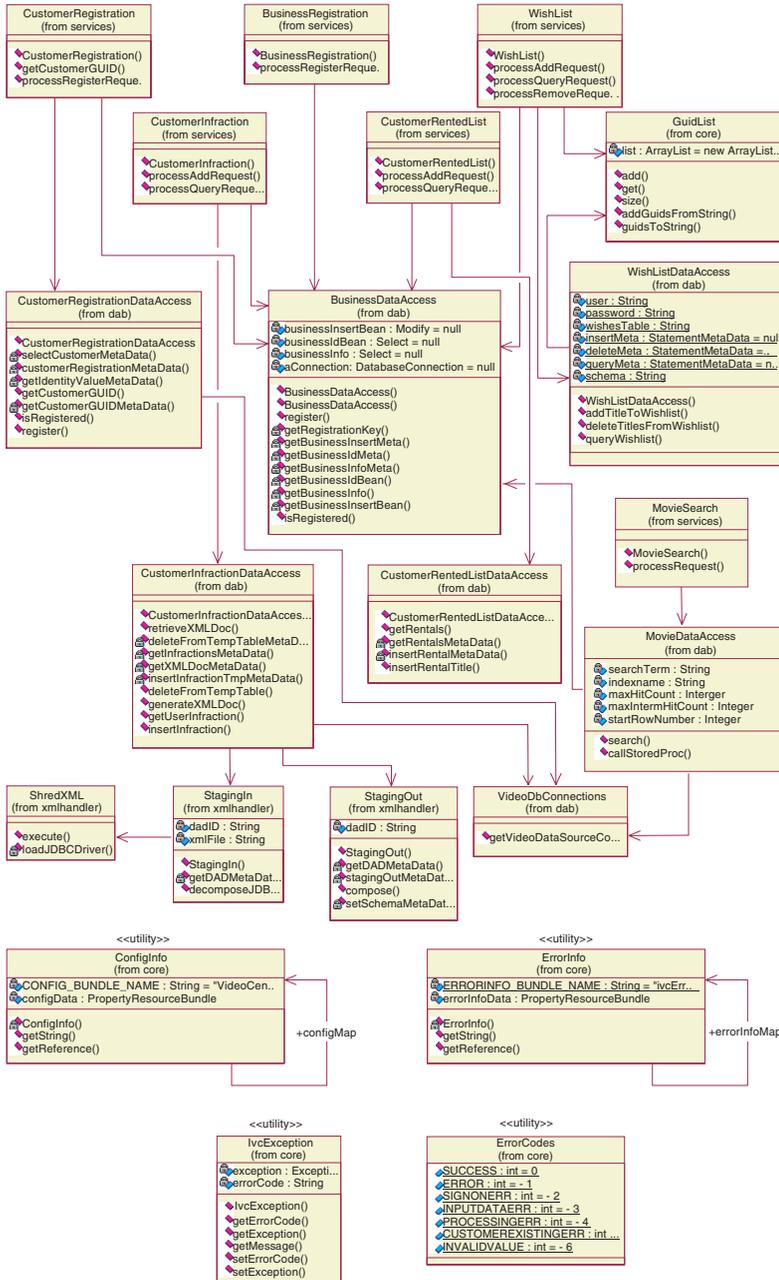 CustomerRegistration
(from services)
CustomerRegistration()
getCustomerGUID()
processRegisterReque.
BusinessRegistration
(from services)
BusinessRegistration()
processRegisterReque.
WishList
(from services)
WishList()
processAddRequest()
processQueryRequest()
processRemoveReque. .
CustomerInfraction
(from services)
CustomerInfraction()
processAddRequest()
processQueryReque...
CustomerRentedList
(from services)
CustomerRentedList()
processAddRequest()
processQueryReque...
GuidList
(from core)
list : ArrayList = new ArrayList...
add()
get()
size()
addGuidsFromString()
guidsToString()
CustomerRegistrationDataAccess
(from dab)
CustomerRegistrationDataAccess
selectCustomerMetaData()
customerRegistrationMetaData()
getIdentityValueMetaData()
getCustomerGUID()
getCustomerGUIDMetaData()
isRegistered()
register()
BusinessDataAccess
(from dab)
businessInsertBean : Modify = null
businessIdBean : Select = null
businessInfo : Select = null
aConnection: DatabaseConnection = null
BusinessDataAccess()
BusinessDataAccess()
register()
getRegistrationKey()
getBusinessInsertMeta()
getBusinessIdMeta()
getBusinessInfoMeta()
getBusinessIdBean()
getBusinessInfo()
getBusinessInsertBean()
isRegistered()
WishListDataAccess
(from dab)
user : String
password : String
wishesTable : String
insertMeta : StatementMetaData = nul
deleteMeta : StatementMetaData =..
queryMeta : StatementMetaData = n..
schema : String
WishListDataAccess()
addTitleToWishlist()
deleteTitlesFromWishlist()
queryWishlist()
MovieSearch
(from services)
MovieSearch()
processRequest()
CustomerInfractionDataAccess
(from dab)
CustomerInfractionDataAcces...
retrieveXMLDoc()
deleteFromTempTableMetaD...
getInfractionsMetaData()
getXMLDocMetaData()
insertInfractionTmpMetaData()
deleteFromTempTable()
generateXMLDoc()
getUserInfraction()
insertInfraction()
CustomerRentedListDataAccess
(from dab)
CustomerRentedListDataAcce...
getRentals()
getRentalsMetaData()
insertRentalMetaData()
insertRentalTitle()
MovieDataAccess
(from dab)
searchTerm : String
indexname : String
maxHitCount : Interger
maxIntermHitCount : Integer
startRowNumber : Integer
search()
callStoredProc()
ShredXML
(from xmlhandler)
execute()
loadJDBCDriver()
StagingIn
(from xmlhandler)
dadID : String
xmlFile : String
StagingIn()
getDADMetaDat...
decomposeJDB...
StagingOut
(from xmlhandler)
dadID : String
StagingOut()
getDADMetaData()
stagingOutMetaDat...
compose()
setSchemaMetaDat...
VideoDbConnections
(from dab)
getVideoDataSourceCo...
<<utility>>
ConfigInfo
(from core)
CONFIG_BUNDLE_NAME : String = "VideoCen..
configData : PropertyResourceBundle
ConfigInfo()
getString()
getReference()
+configMap
<<utility>>
ErrorInfo
(from core)
ERRORINFO_BUNDLE_NAME : String = "ivcErr..
errorInfoData : PropertyResourceBundle
ErrorInfo()
getString()
getReference()
+errorInfoMap
<<utility>>
IvcException
(from core)
exception : Excepti...
errorCode : String
IvcException()
getErrorCode()
getException()
getMessage()
setErrorCode()
setException()
<<utility>>
ErrorCodes
(from core)
SUCCESS : int = 0
ERROR : int = - 1
SIGNONERR : int = - 2
INPUTDATAERR : int = - 3
PROCESSINGERR : int = - 4
CUSTOMEREXISTINGERR : int ...
INVALIDVALUE : int = - 6